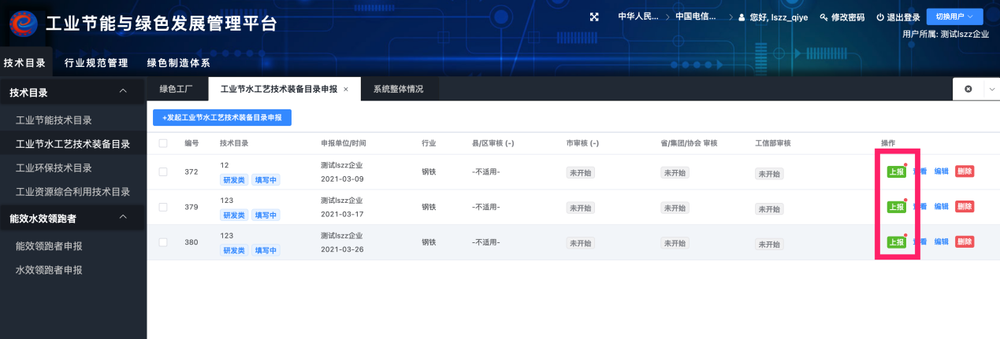 工业节能与绿色发展管理平台
中华人民... > 中国电信... > 您好, lszz_qiye 修改密码 退出登录 切换用户
用户所属: 测试lszz企业
技术目录 行业规范管理 绿色制造体系
技术目录
工业节能技术目录
工业节水工艺技术装备目录
工业环保技术目录
工业资源综合利用技术目录
能效水效领跑者
能效领跑者申报
水效领跑者申报
绿色工厂 工业节水工艺技术装备目录申报 × 系统整体情况
+发起工业节水工艺技术装备目录申报
编号 技术目录 申报单位/时间 行业 县/区审核 (-) 市审核 (-) 省/集团/协会 审核 工信部审核 操作
372 12 研发类 填写中 测试lszz企业 2021-03-09 钢铁 -不适用- 未开始 未开始 未开始 上报 查看 编辑 删除
379 123 研发类 填写中 测试lszz企业 2021-03-17 钢铁 -不适用- 未开始 未开始 未开始 上报 查看 编辑 删除
380 123 研发类 填写中 测试lszz企业 2021-03-26 钢铁 -不适用- 未开始 未开始 未开始 上报 查看 编辑 删除